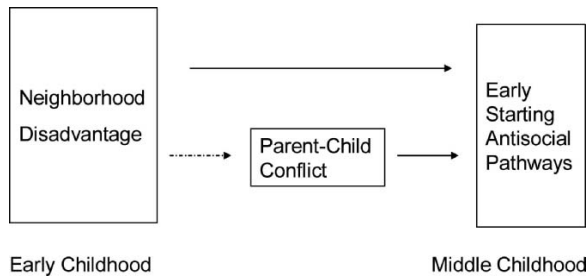 Neighborhood
Disadvantage
Parent-Child
Conflict
Early
Starting
Antisocial
Pathways
Early Childhood
Middle Childhood